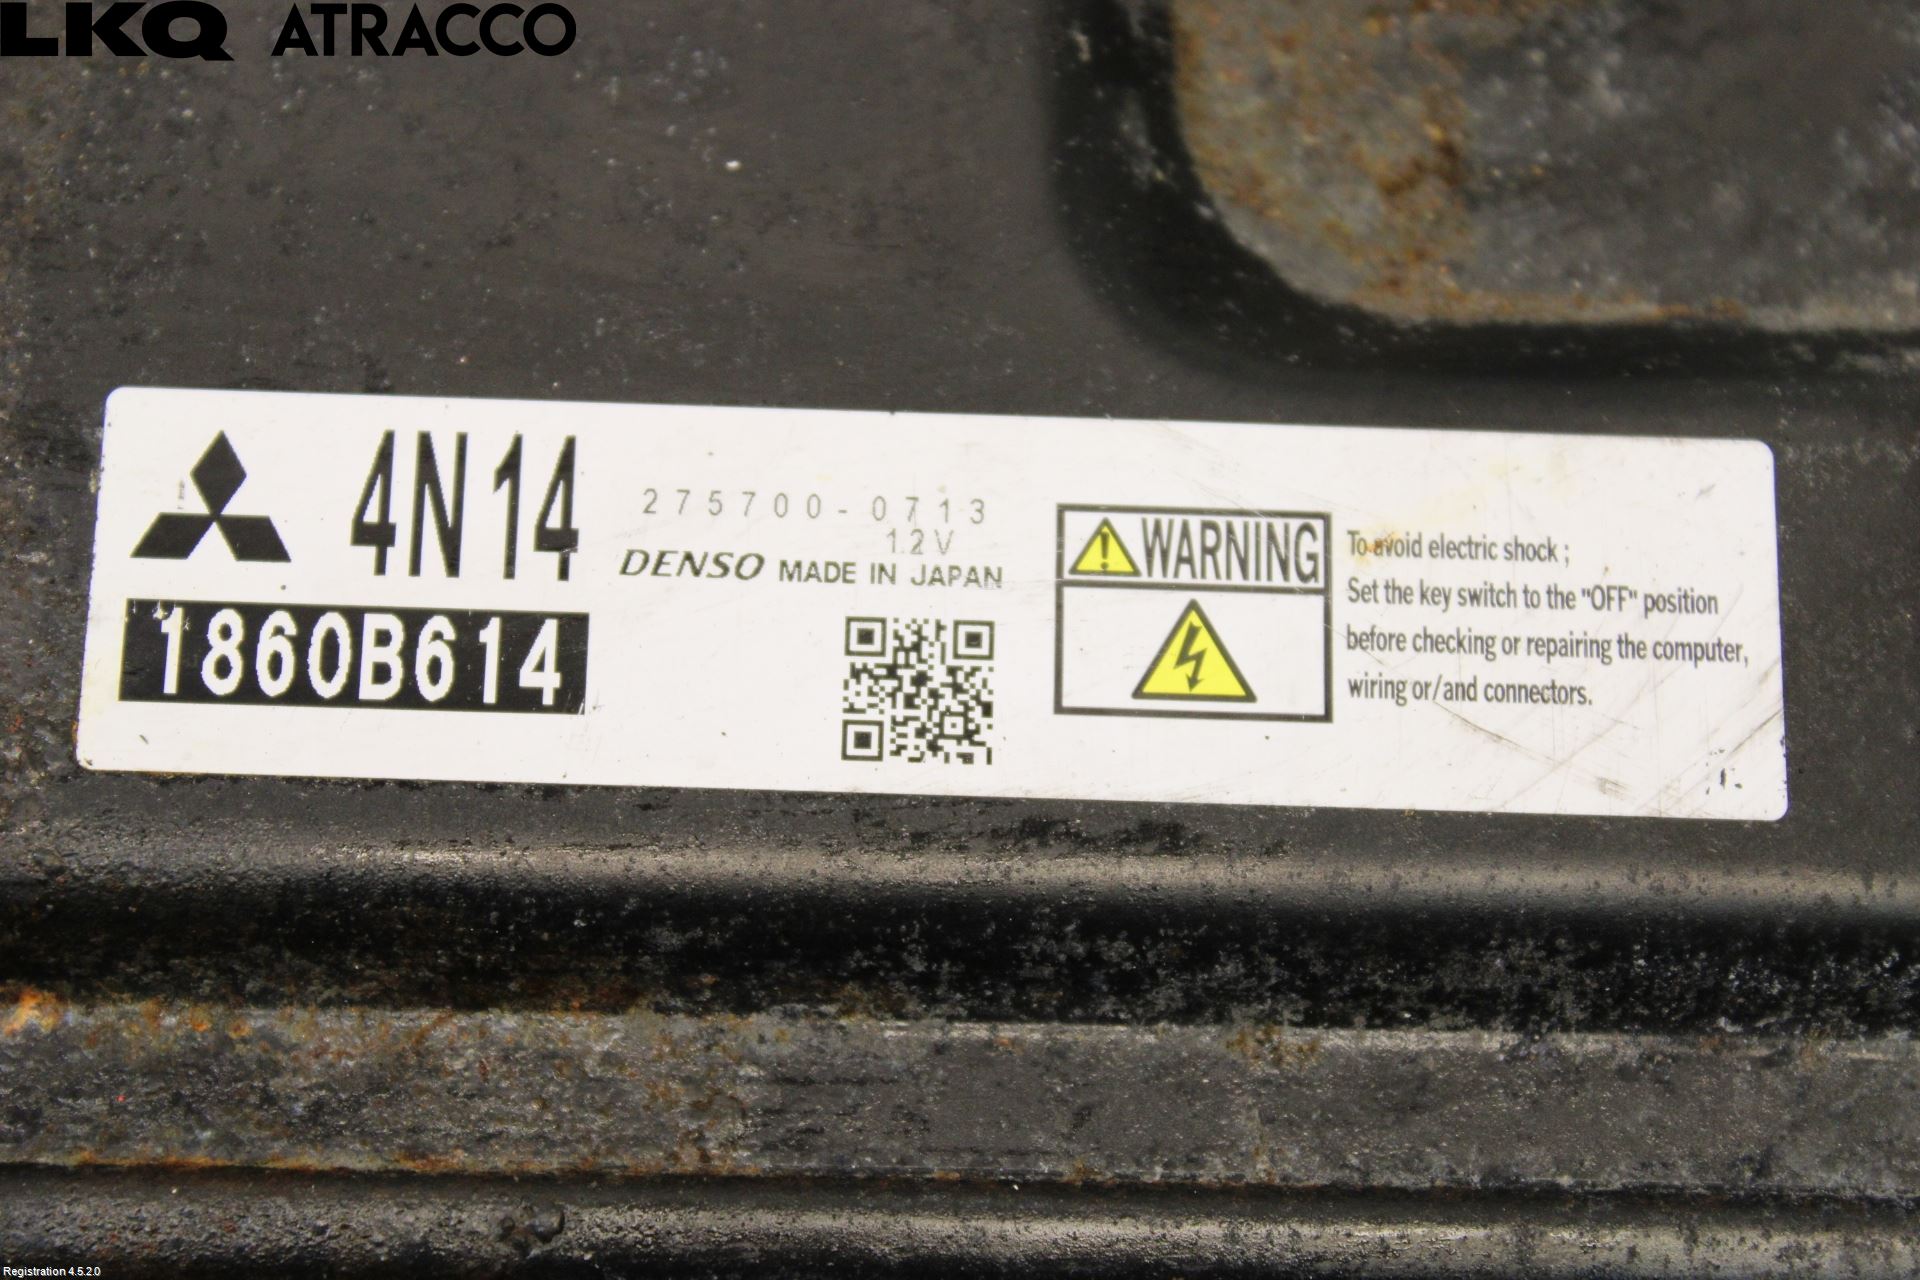 LKQ ATRACCO
4N14
275700-0713
12V
DENSO MADE IN JAPAN
1860B614
WARNING
To avoid electric shock ;
Set the key switch to the "OFF" position
before checking or repairing the computer,
wiring or/and connectors.
Registration 4.5.2.0